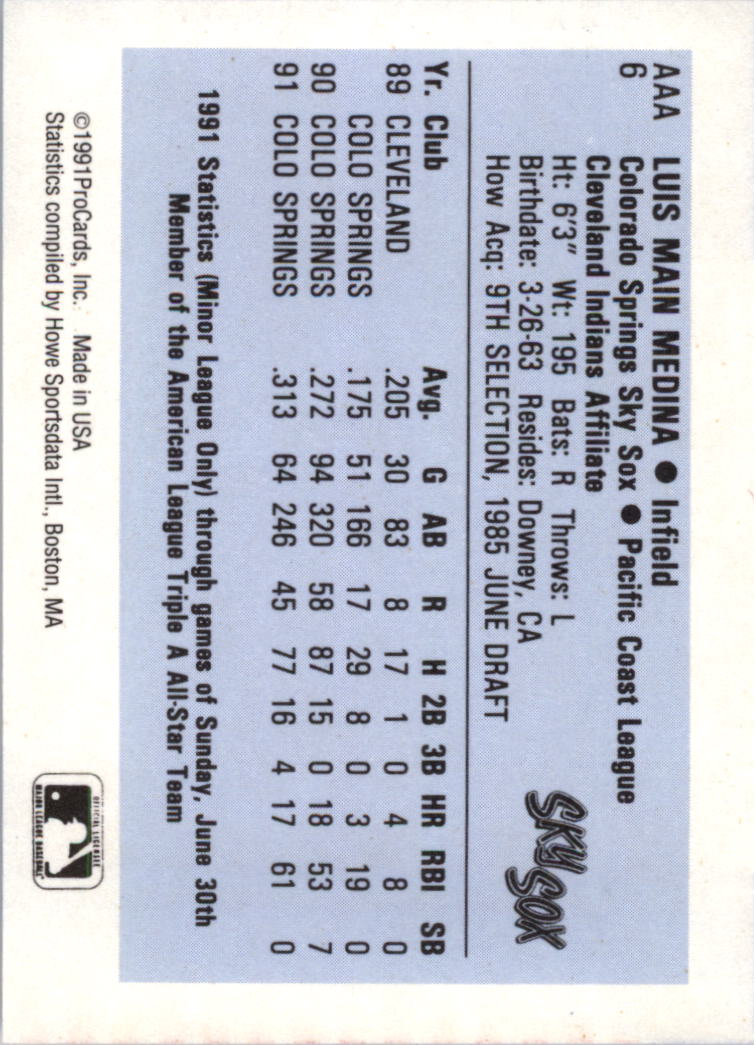 AAA LUIS MAIN MEDINA ● Infield
6 Colorado Springs Sky Sox ● Pacific Coast League
Cleveland Indians Affiliate
Ht: 6'3" Wt: 195 Bats: R Throws: L
Birthdate: 3-26-63 Resides: Downey, CA
How Acq: 9TH SELECTION, 1985 JUNE DRAFT
SKY SOX
Yr. Club Avg. G AB R H 2B 3B HR RBI SB
89 CLEVELAND .205 30 83 8 17 1 0 4 8 0
COLO SPRINGS .175 51 166 17 29 8 0 3 19 0
90 COLO SPRINGS .272 94 320 58 87 15 0 18 53 7
91 COLO SPRINGS .313 64 246 45 77 16 4 17 61 0
1991 Statistics (Minor League Only) through games of Sunday, June 30th
Member of the American League Triple A All-Star Team
©1991ProCards, Inc. Made in USA
Statistics compiled by Howe Sportsdata Intl., Boston, MA
OFFICIAL LICENSEE
MAJOR LEAGUE BASEBALL